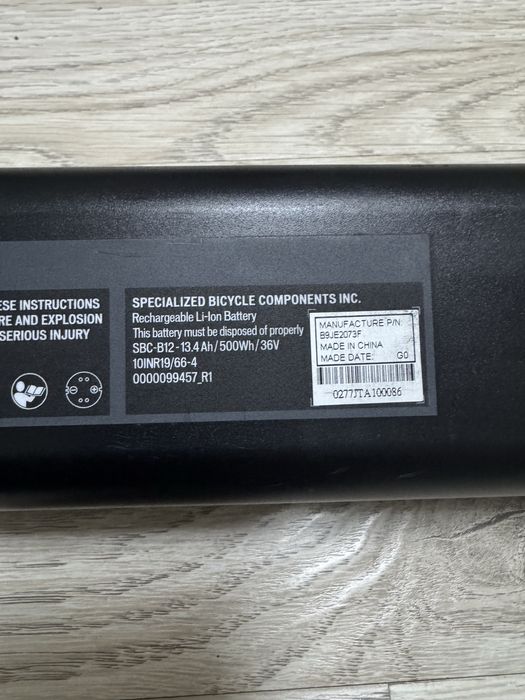 ESE INSTRUCTIONS
RE AND EXPLOSION
SERIOUS INJURY
SPECIALIZED BICYCLE COMPONENTS INC.
Rechargeable Li-Ion Battery
This battery must be disposed of properly
SBC-B12 - 13.4 Ah / 500Wh / 36V
10INR19/66-4
0000099457_R1
MANUFACTURE P/N:
B9JE2073F
MADE IN CHINA
MADE DATE: G0
0277JTA100086